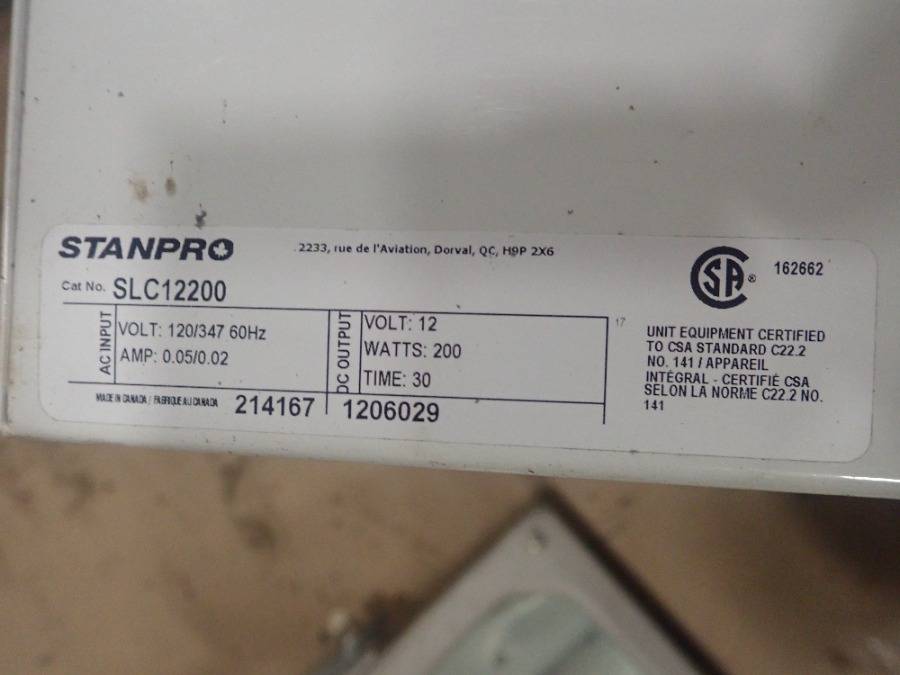 STANPRO
2233, rue de l'Aviation, Dorval, QC, H9P 2X6
Cat No. SLC12200
AC INPUT
VOLT: 120/347 60Hz
AMP: 0.05/0.02
DC OUTPUT
VOLT: 12
WATTS: 200
TIME: 30
MADE IN CANADA / FABRIQUE AU CANADA 214167 1206029
CSA ® 162662
17
UNIT EQUIPMENT CERTIFIED
TO CSA STANDARD C22.2
NO. 141 / APPAREIL
INTÉGRAL - CERTIFIÉ CSA
SELON LA NORME C22.2 NO.
141